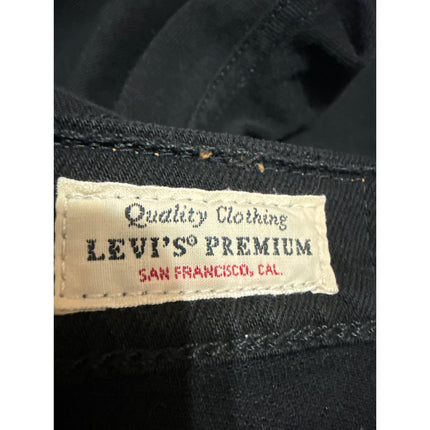 Quality Clothing
LEVI'S® PREMIUM
SAN FRANCISCO, CAL.